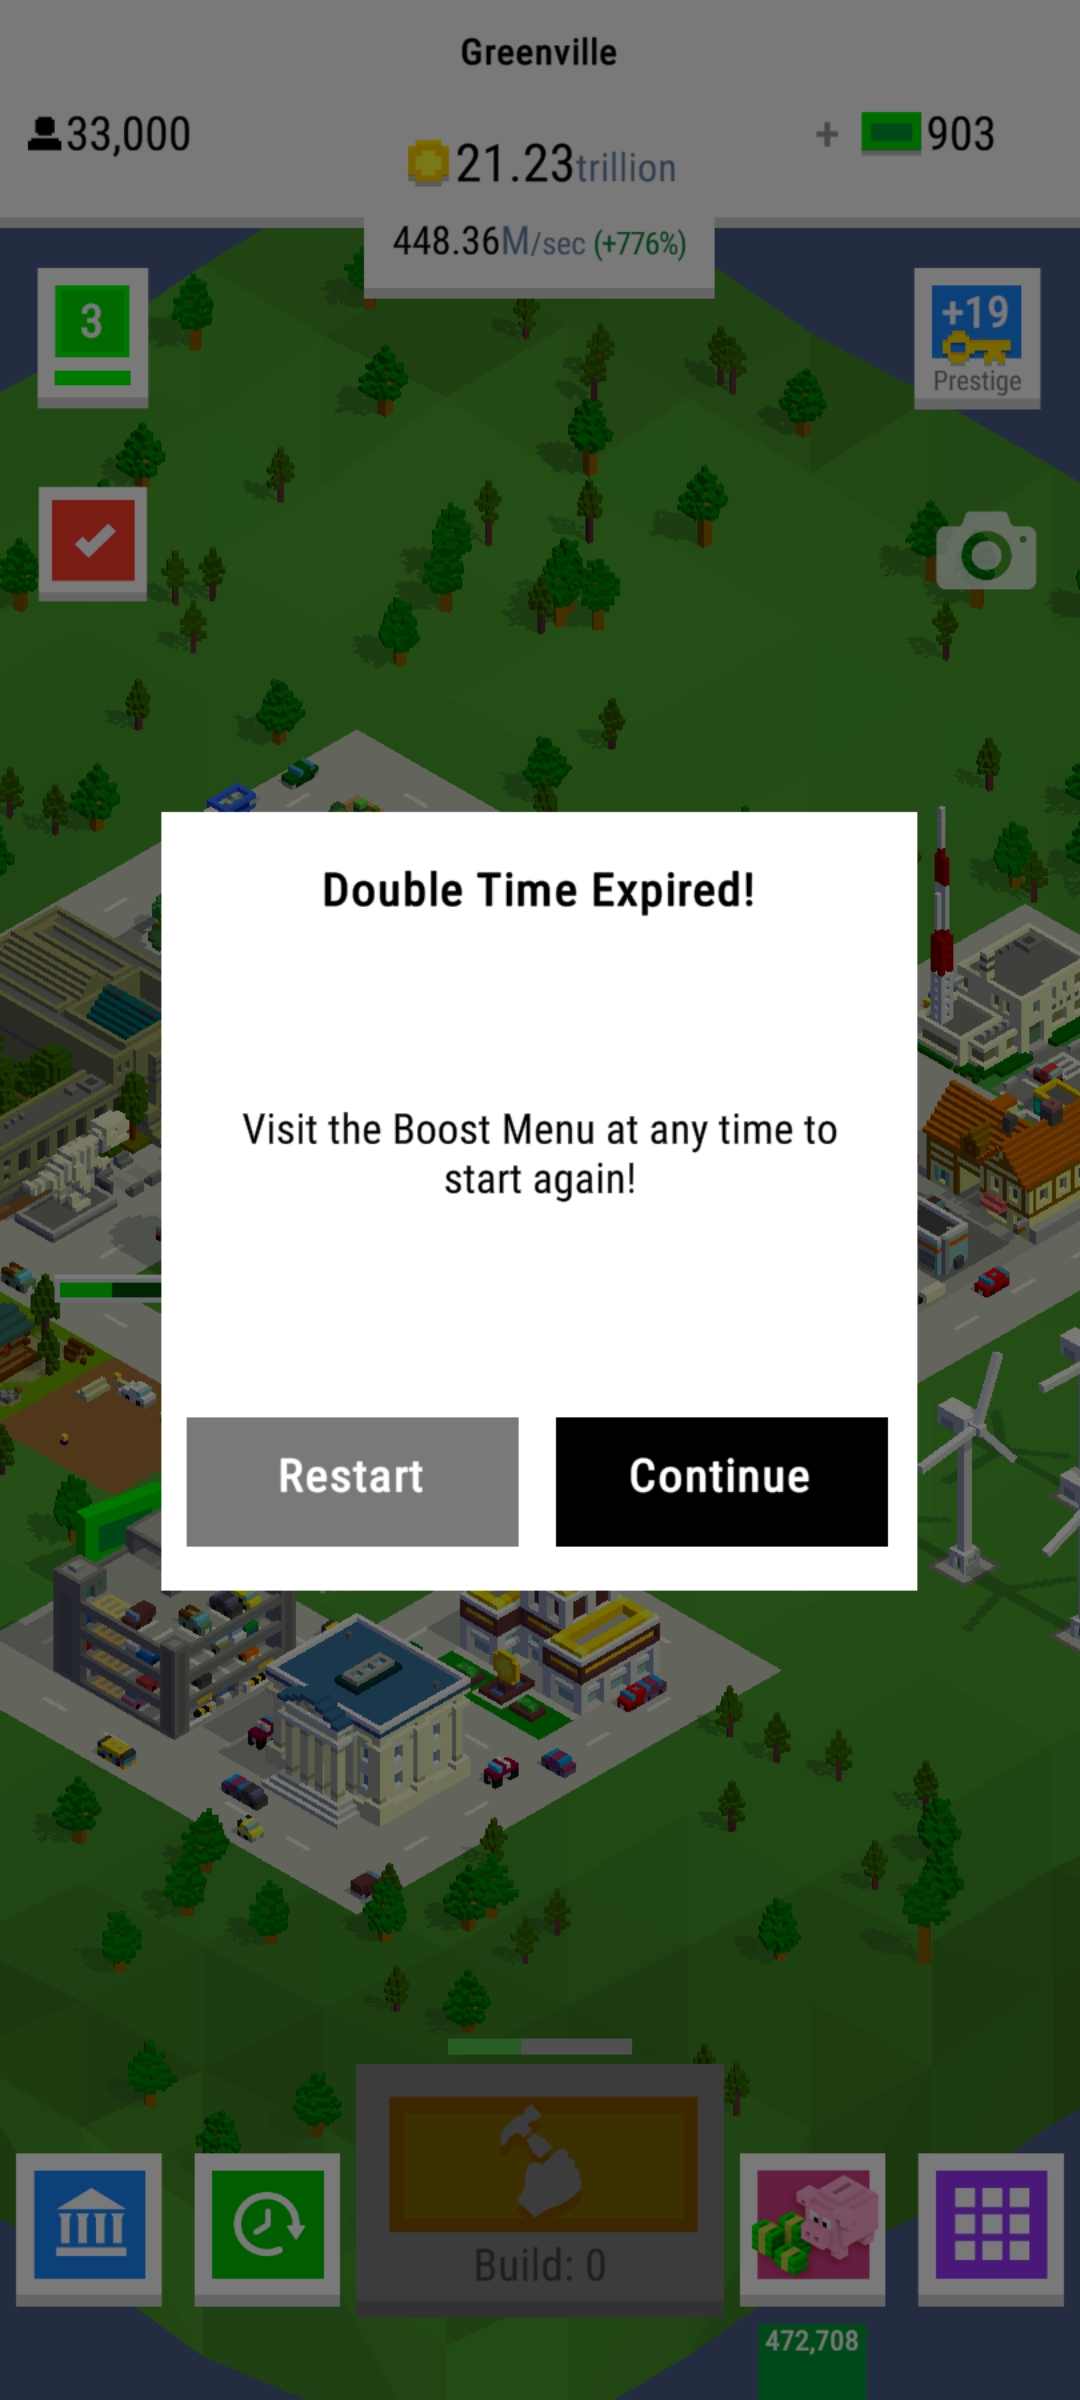 Greenville
33,000
21.23trillion
+ 903
448.36M/sec (+776%)
3
+19
Prestige
Double Time Expired!
Visit the Boost Menu at any time to
start again!
Restart
Continue
Build: 0
472,708